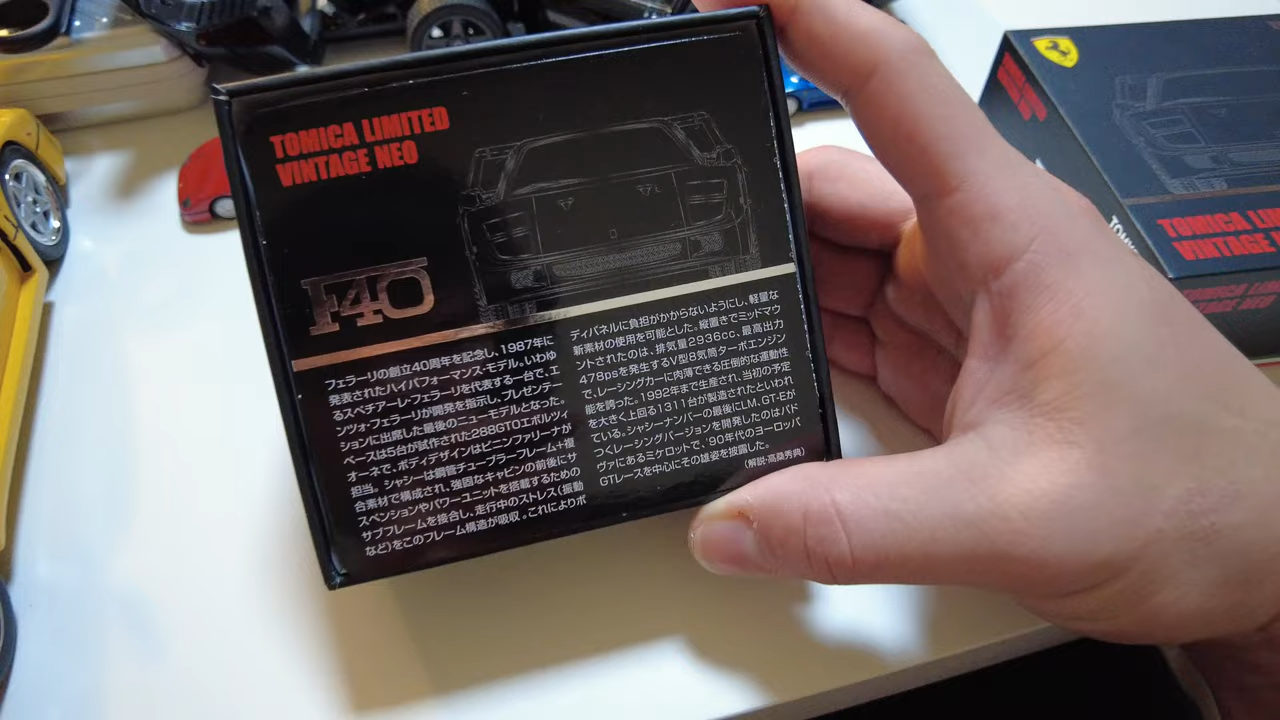 TOMICA LIMITED
VINTAGE NEO
F40
フェラーリの創立40周年を記念し、1987年に
発表されたハイパフォーマンス・モデル。いわゆ
るスペチアーレ・フェラーリを代表する一台で、エ
ンツォ・フェラーリが開発を指示し、プレゼンテー
ションに出席した最後のニューモデルとなった。
ベースは5台が試作された288GTOエボルツィ
オーネで、ボディデザインはピニンファリーナが
担当。シャシーは鋼管チューブラーフレーム+複
合素材で構成され、強固なキャビンの前後にサ
スペンションやパワーユニットを搭載するための
サブフレームを接合し、走行中のストレス(振動
など)をこのフレーム構造が吸収。これによりボ
ディパネルに負担がかからないようにし、軽量な
新素材の使用を可能とした。縦置きでミッドマウ
ントされたのは、排気量2936cc、最高出力
478psを発生するV型8気筒ターボエンジン
で、レーシングカーに肉薄できる圧倒的な運動性
能を誇った。1992年まで生産され、当初の予定
を大きく上回る1311台が製造されたといわれ
ている。シャシーナンバーの最後にLM、GT-Eが
つくレーシングバージョンを開発したのはパド
ヴァにあるミケロットで、'90年代のヨーロッパ
GTレースを中心にその雄姿を披露した。
(解説・高桑秀典)
TOMICA LIM
VINTAGE N
TOMICA LIMITED
VINTAGE NEO
TOMY